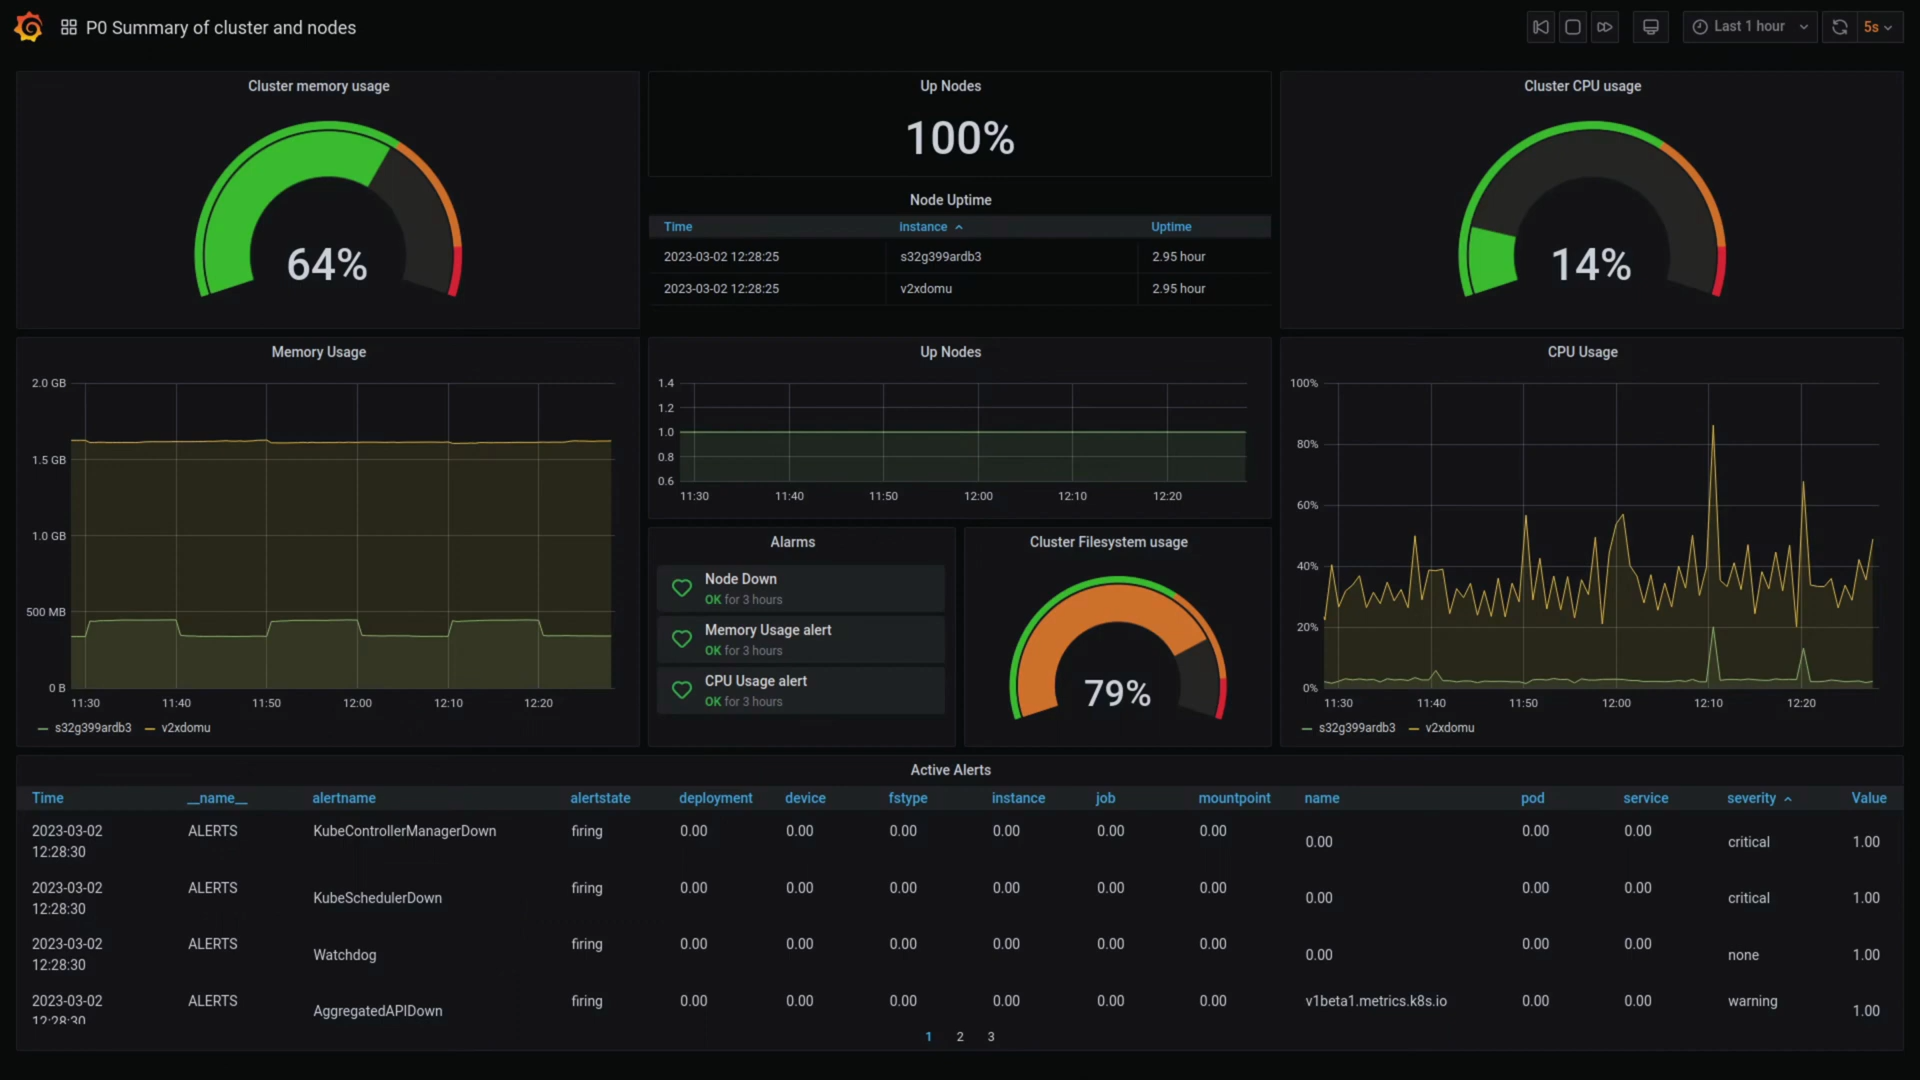 P0 Summary of cluster and nodes
Last 1 hour
5s
Cluster memory usage
64%
Up Nodes
100%
Node Uptime
Time Instance Uptime
2023-03-02 12:28:25 s32g399ardb3 2.95 hour
2023-03-02 12:28:25 v2xdomu 2.95 hour
Cluster CPU usage
14%
Memory Usage
2.0 GB
1.5 GB
1.0 GB
500 MB
0 B
11:30 11:40 11:50 12:00 12:10 12:20
s32g399ardb3 v2xdomu
Up Nodes
1.4
1.2
1.0
0.8
0.6
11:30 11:40 11:50 12:00 12:10 12:20
Alarms
Node Down
OK for 3 hours
Memory Usage alert
OK for 3 hours
CPU Usage alert
OK for 3 hours
Cluster Filesystem usage
79%
CPU Usage
100%
80%
60%
40%
20%
0%
11:30 11:40 11:50 12:00 12:10 12:20
s32g399ardb3 v2xdomu
Active Alerts
Time __name__ alertname alertstate deployment device fstype instance job mountpoint name pod service severity Value
2023-03-02
12:28:30 ALERTS KubeControllerManagerDown firing 0.00 0.00 0.00 0.00 0.00 0.00 0.00 0.00 0.00 critical 1.00
2023-03-02
12:28:30 ALERTS KubeSchedulerDown firing 0.00 0.00 0.00 0.00 0.00 0.00 0.00 0.00 0.00 critical 1.00
2023-03-02
12:28:30 ALERTS Watchdog firing 0.00 0.00 0.00 0.00 0.00 0.00 0.00 0.00 0.00 none 1.00
2023-03-02
12:28:30 ALERTS AggregatedAPIDown firing 0.00 0.00 0.00 0.00 0.00 0.00 v1beta1.metrics.k8s.io 0.00 0.00 warning 1.00
1 2 3